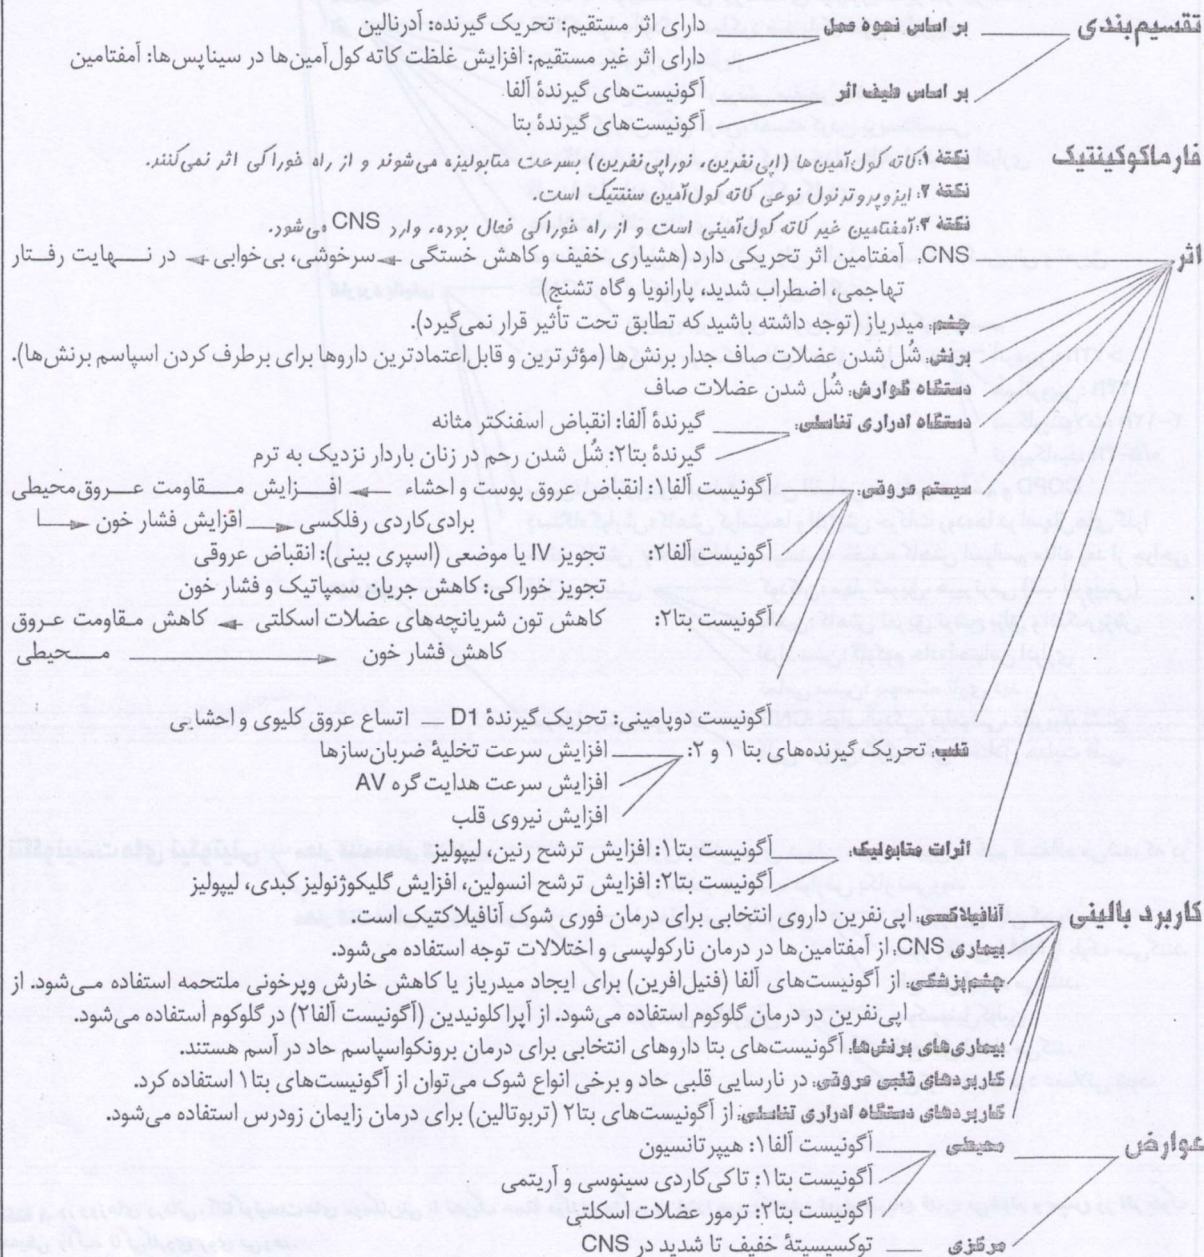 تقسیم‌بندی بر اساس نحوه عمل دارای اثر مستقیم: تحریک گیرنده: آدرنالین
دارای اثر غیر مستقیم: افزایش غلظت کاته کول‌آمین‌ها در سیناپس‌ها: آمفتامین
بر اساس طیف اثر آگونیست‌های گیرندهٔ آلفا
آگونیست‌های گیرندهٔ بتا
فارماکوکینتیک نکتهٔ ۱: کاته کول‌آمین‌ها (اپی‌نفرین، نوراپی‌نفرین) بسرعت متابولیزه می‌شوند و از راه خوراکی اثر نمی‌کنند.
نکتهٔ ۲: ایزوپروترنول نوعی کاته کول‌آمین سنتتیک است.
نکتهٔ ۳: آمفتامین غیر کاته کول‌آمینی است و از راه خوراکی فعال بوده، وارد CNS می‌شود.
اثر CNS. آمفتامین اثر تحریکی دارد (هشیاری خفیف و کاهش خستگی ← سرخوشی، بی‌خوابی ← در نهایت رفتار
تهاجمی، اضطراب شدید، پارانویا و گاه تشنج)
چشم. میدریاز (توجه داشته باشید که تطابق تحت تأثیر قرار نمی‌گیرد).
برنش. شُل شدن عضلات صاف جدار برنش‌ها (مؤثرترین و قابل‌اعتمادترین داروها برای برطرف کردن اسپاسم برنش‌ها).
دستگاه گوارش. شُل شدن عضلات صاف
دستگاه ادراری تناسلی. گیرندهٔ آلفا: انقباض اسفنکتر مثانه
گیرندهٔ بتا۲: شُل شدن رحم در زنان باردار نزدیک به ترم
سیستم عروقی. آگونیست آلفا۱: انقباض عروق پوست و احشاء ← افزایش مقاومت عروق‌محیطی
برادی‌کاردی رفلکسی ← افزایش فشار خون ← ـا
آگونیست آلفا۲: تجویز IV یا موضعی (اسپری بینی): انقباض عروقی
تجویز خوراکی: کاهش جریان سمپاتیک و فشار خون
آگونیست بتا۲: کاهش تون شریانچه‌های عضلات اسکلتی ← کاهش مقاومت عروق
کاهش فشار خون ← محیطی
آگونیست دوپامینی: تحریک گیرندهٔ D1 اتساع عروق کلیوی و احشایی
قلب. تحریک گیرنده‌های بتا ۱ و ۲: افزایش سرعت تخلیهٔ ضربان‌سازها
افزایش سرعت هدایت گره AV
افزایش نیروی قلب
اثرات متابولیک. آگونیست بتا۱: افزایش ترشح رنین، لیپولیز
آگونیست بتا۲: افزایش ترشح انسولین، افزایش گلیکوژنولیز کبدی، لیپولیز
کاربرد بالینی آنافیلاکسی. اپی‌نفرین داروی انتخابی برای درمان فوری شوک آنافیلاکتیک است.
بیماری CNS. از آمفتامین‌ها در درمان نارکولپسی و اختلالات توجه استفاده می‌شود.
چشم‌پزشکی. از آگونیست‌های آلفا (فنیل‌افرین) برای ایجاد میدریاز یا کاهش خارش وپرخونی ملتحمه استفاده می‌شود. از
اپی‌نفرین در درمان گلوکوم استفاده می‌شود. از آپراکلونیدین (آگونیست آلفا۲) در گلوکوم استفاده می‌شود.
بیماری‌های برنش‌ها. آگونیست‌های بتا داروهای انتخابی برای درمان برونکواسپاسم حاد در آسم هستند.
کاربردهای قلبی عروقی. در نارسایی قلبی حاد و برخی انواع شوک می‌توان از آگونیست‌های بتا۱ استفاده کرد.
کاربردهای دستگاه ادراری تناسلی. از آگونیست‌های بتا۲ (تربوتالین) برای درمان زایمان زودرس استفاده می‌شود.
عوارض محیطی آگونیست آلفا۱: هیپرتانسیون
آگونیست بتا۱: تاکی‌کاردی سینوسی و آریتمی
آگونیست بتا۲: ترمور عضلات اسکلتی
مرکزی توکسیسیتهٔ خفیف تا شدید در CNS